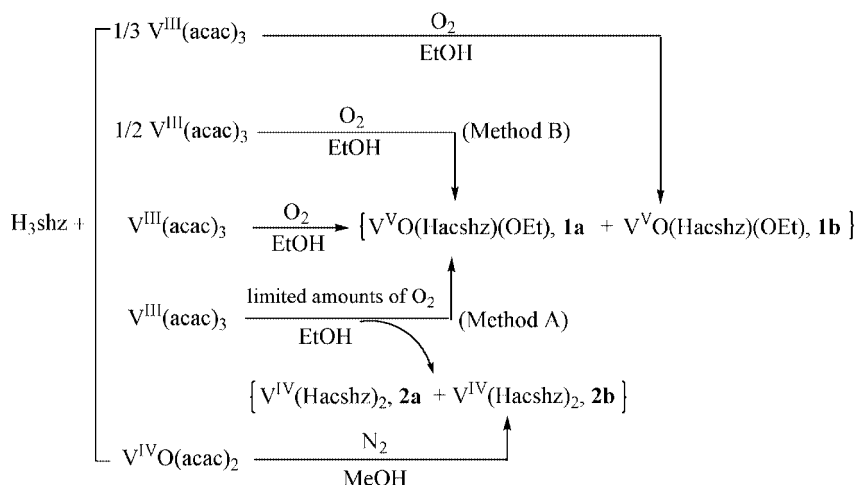 1/3 V^III(acac)₃ O₂ EtOH
1/2 V^III(acac)₃ O₂ EtOH (Method B)
H₃shz +
V^III(acac)₃ O₂ EtOH {V^VO(Hacshz)(OEt), 1a + V^VO(Hacshz)(OEt), 1b}
V^III(acac)₃ limited amounts of O₂ EtOH (Method A)
{V^IV(Hacshz)₂, 2a + V^IV(Hacshz)₂, 2b}
V^IVO(acac)₂ N₂ MeOH